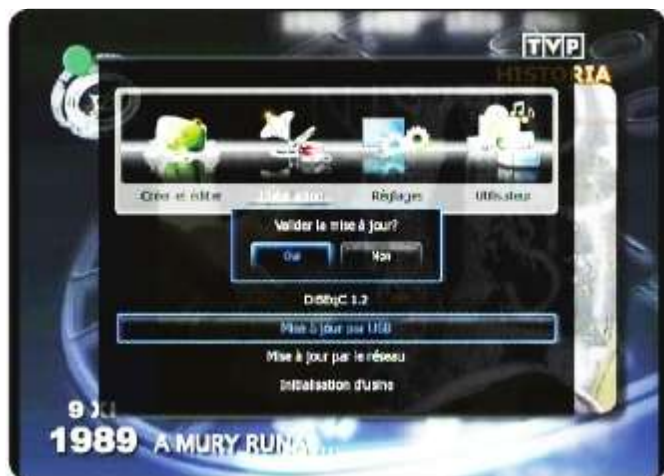 TVP
HISTORIA
Créer et éditer
Réglages
Utilisateur
Valider la mise à jour?
Oui
Non
DiSEqC 1.2
Mise à jour par USB
Mise à jour par le réseau
Initialisation d'usine
9 XI
1989 A MURY RUNĄ